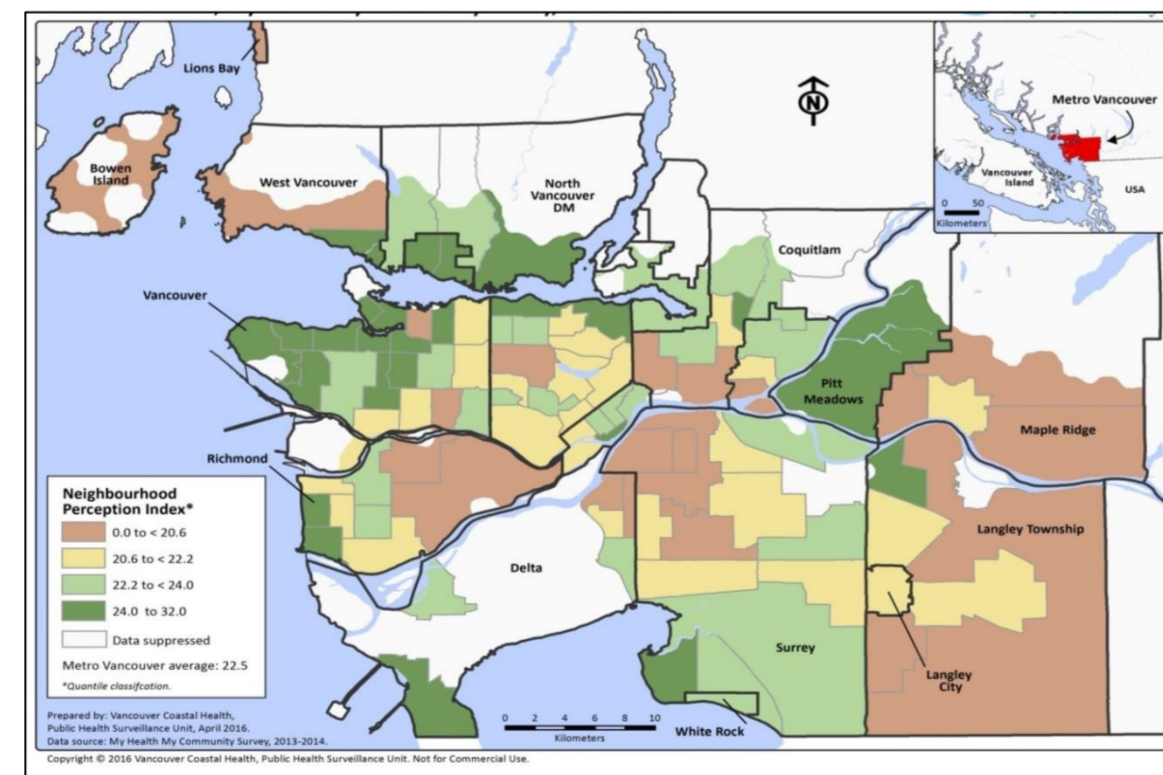 Lions Bay
Metro Vancouver
Bowen
Island
West Vancouver
North
Vancouver
DM
Vancouver
Island
USA
0 50
Kilometers
Coquitlam
Vancouver
Pitt
Meadows
Maple Ridge
Richmond
Neighbourhood
Perception Index*
0.0 to < 20.6
20.6 to < 22.2
22.2 to < 24.0
24.0 to 32.0
Data suppressed
Metro Vancouver average: 22.5
*Quantile classifcation.
Langley Township
Delta
Surrey
Langley
City
White Rock
N
0 2 4 6 8 10
Kilometers
Prepared by: Vancouver Coastal Health,
Public Health Surveillance Unit, April 2016.
Data source: My Health My Community Survey, 2013-2014.
Copyright © 2016 Vancouver Coastal Health, Public Health Surveillance Unit. Not for Commercial Use.